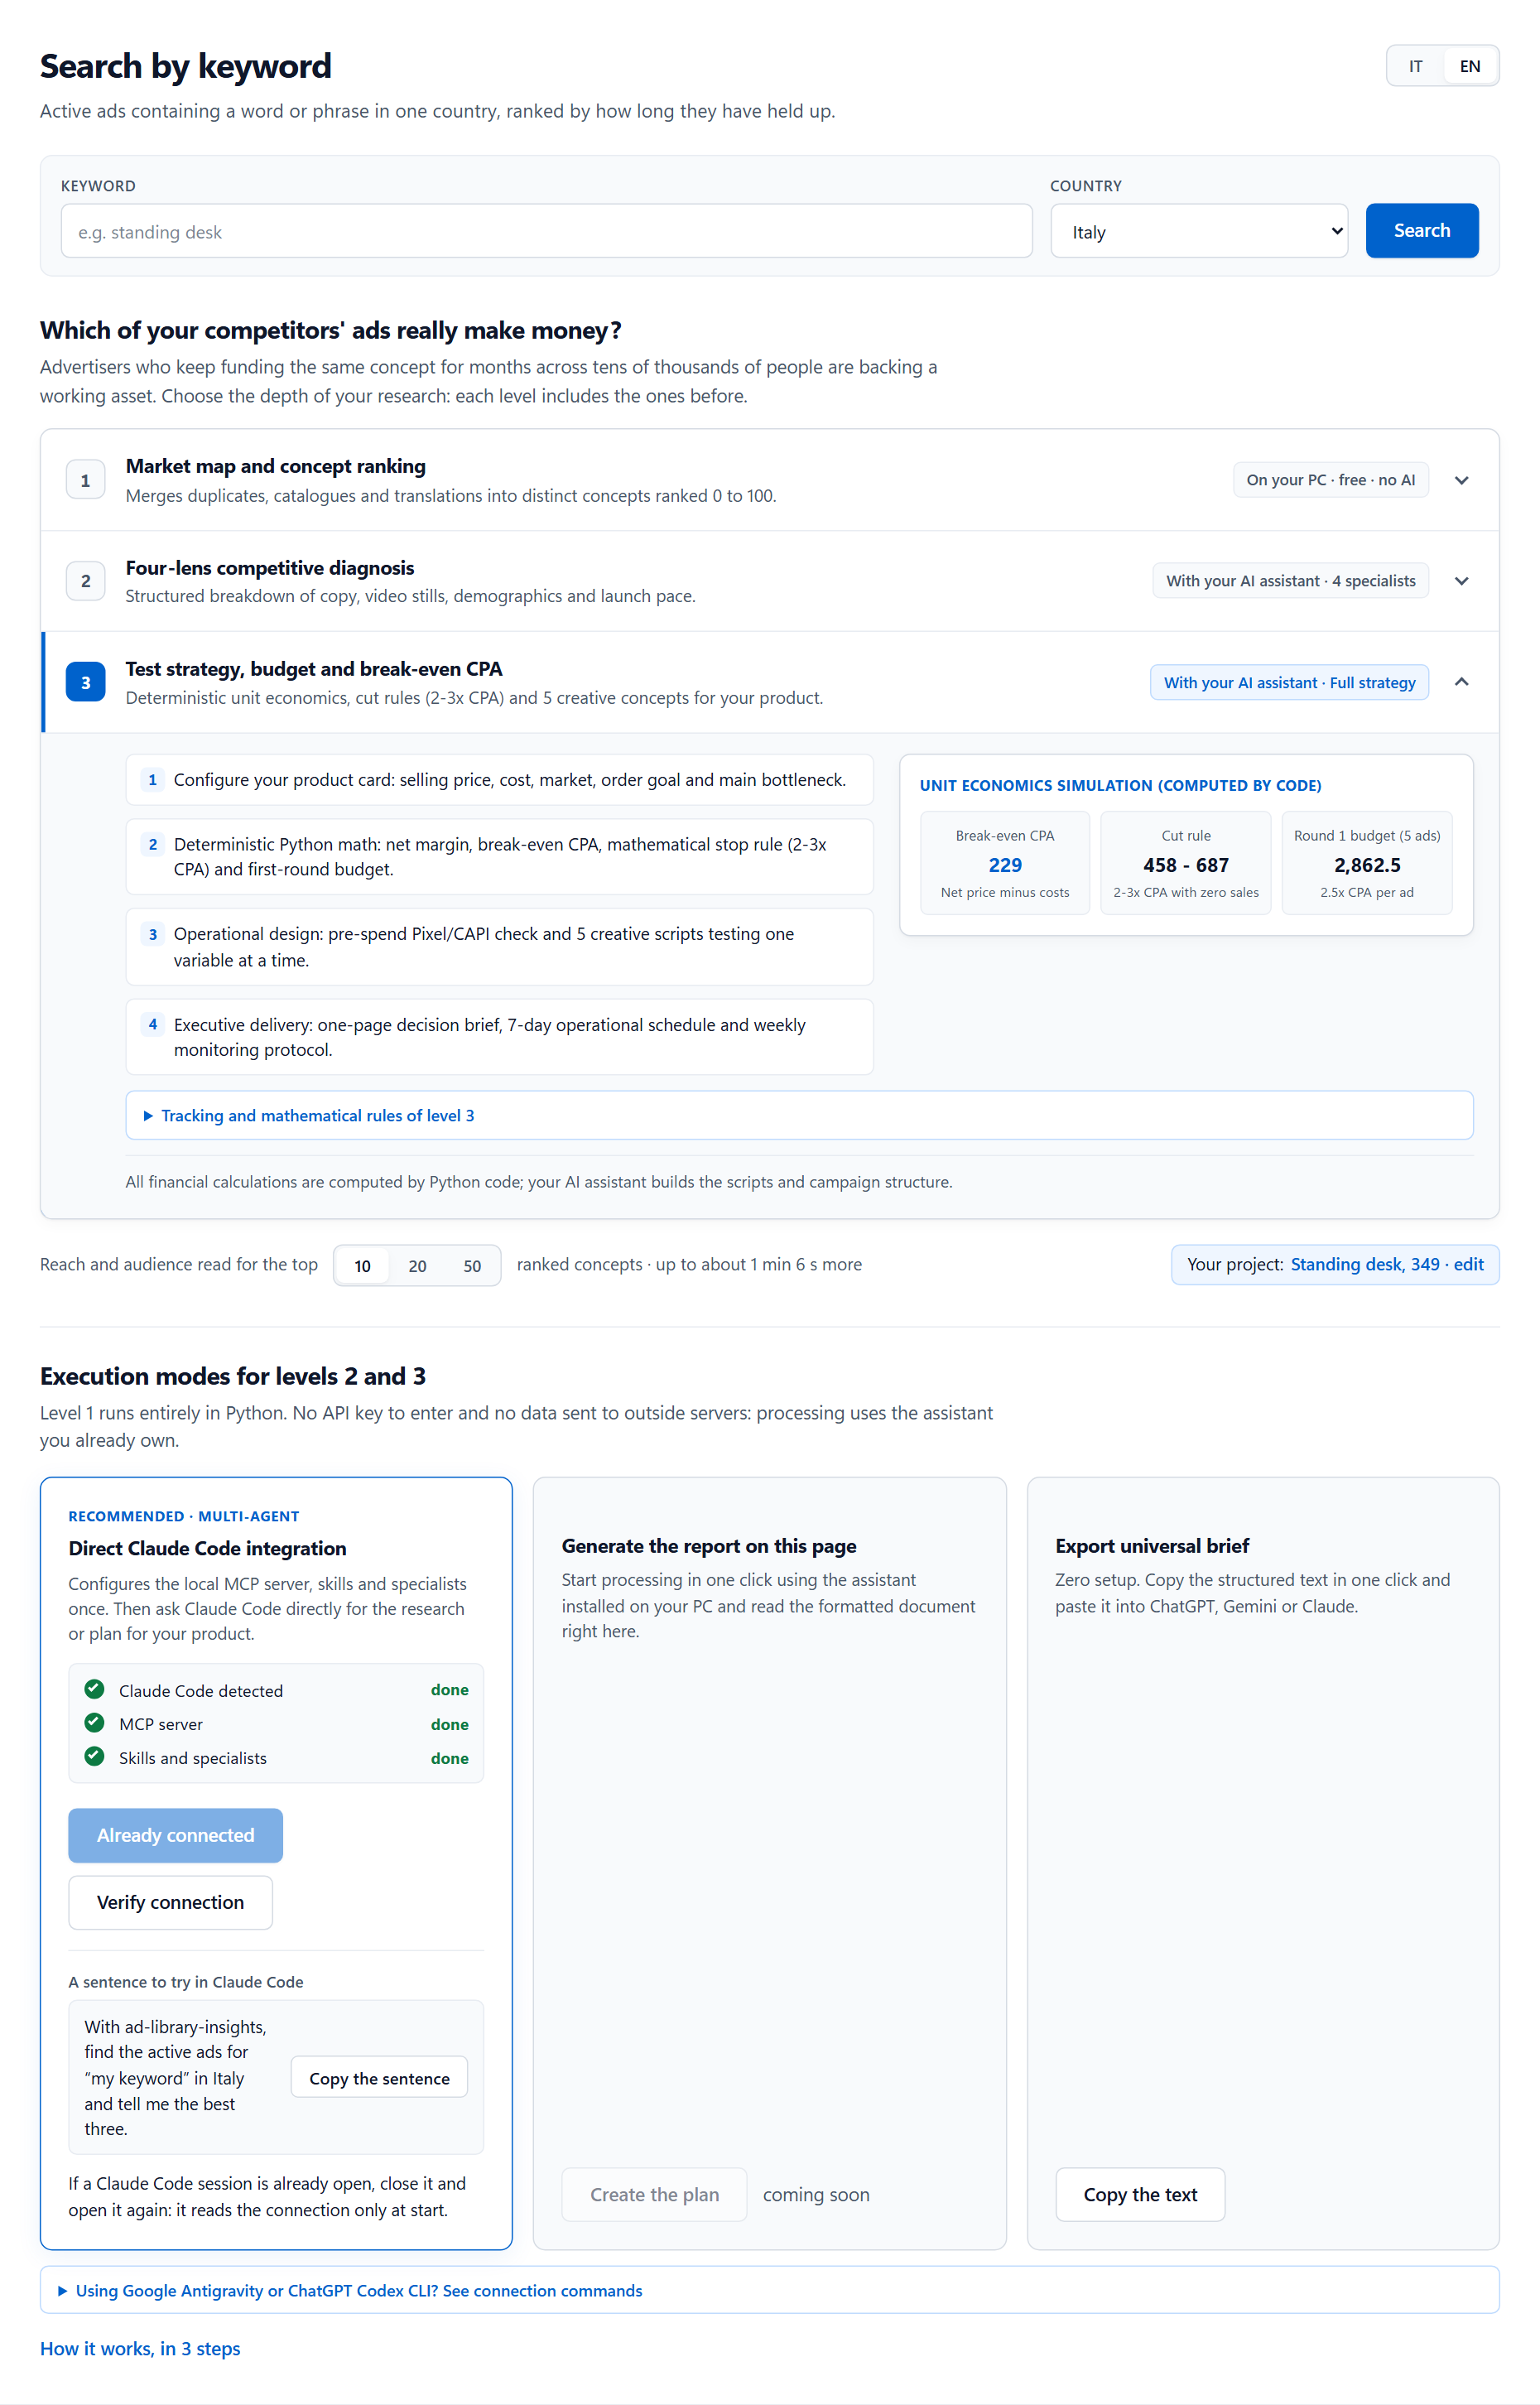 Search by keyword
IT
EN
Active ads containing a word or phrase in one country, ranked by how long they have held up.
KEYWORD
COUNTRY
e.g. standing desk
Italy
Search
Which of your competitors' ads really make money?
Advertisers who keep funding the same concept for months across tens of thousands of people are backing a
working asset. Choose the depth of your research: each level includes the ones before.
1
Market map and concept ranking
Merges duplicates, catalogues and translations into distinct concepts ranked 0 to 100.
On your PC · free · no AI
2
Four-lens competitive diagnosis
Structured breakdown of copy, video stills, demographics and launch pace.
With your AI assistant · 4 specialists
3
Test strategy, budget and break-even CPA
Deterministic unit economics, cut rules (2-3x CPA) and 5 creative concepts for your product.
With your AI assistant · Full strategy
1 Configure your product card: selling price, cost, market, order goal and main bottleneck.
2 Deterministic Python math: net margin, break-even CPA, mathematical stop rule (2-3x
CPA) and first-round budget.
3 Operational design: pre-spend Pixel/CAPI check and 5 creative scripts testing one
variable at a time.
4 Executive delivery: one-page decision brief, 7-day operational schedule and weekly
monitoring protocol.
UNIT ECONOMICS SIMULATION (COMPUTED BY CODE)
Break-even CPA
229
Net price minus costs
Cut rule
458 - 687
2-3x CPA with zero sales
Round 1 budget (5 ads)
2,862.5
2.5x CPA per ad
Tracking and mathematical rules of level 3
All financial calculations are computed by Python code; your AI assistant builds the scripts and campaign structure.
Reach and audience read for the top 10 20 50 ranked concepts · up to about 1 min 6 s more
Your project: Standing desk, 349 · edit
Execution modes for levels 2 and 3
Level 1 runs entirely in Python. No API key to enter and no data sent to outside servers: processing uses the assistant
you already own.
RECOMMENDED · MULTI-AGENT
Direct Claude Code integration
Configures the local MCP server, skills and specialists
once. Then ask Claude Code directly for the research
or plan for your product.
Claude Code detected done
MCP server done
Skills and specialists done
Already connected
Verify connection
A sentence to try in Claude Code
With ad-library-insights,
find the active ads for
“my keyword” in Italy
and tell me the best
three.
Copy the sentence
If a Claude Code session is already open, close it and
open it again: it reads the connection only at start.
Generate the report on this page
Start processing in one click using the assistant
installed on your PC and read the formatted document
right here.
Create the plan
coming soon
Export universal brief
Zero setup. Copy the structured text in one click and
paste it into ChatGPT, Gemini or Claude.
Copy the text
Using Google Antigravity or ChatGPT Codex CLI? See connection commands
How it works, in 3 steps